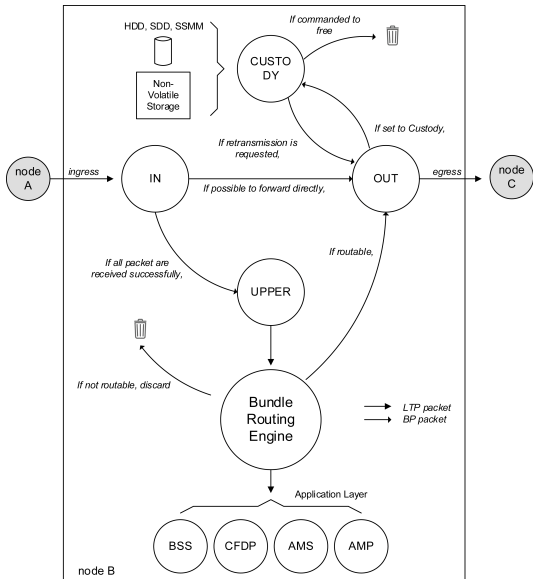 HDD, SDD, SSMM
Non-
Volatile
Storage
CUSTO
DY
If commanded to
free
If retransmission is
requested,
If set to Custody,
node
A
ingress
IN
If possible to forward directly,
OUT
egress
node
C
If all packet are
received successfully,
If routable,
UPPER
If not routable, discard
Bundle
Routing
Engine
LTP packet
BP packet
Application Layer
BSS
CFDP
AMS
AMP
node B